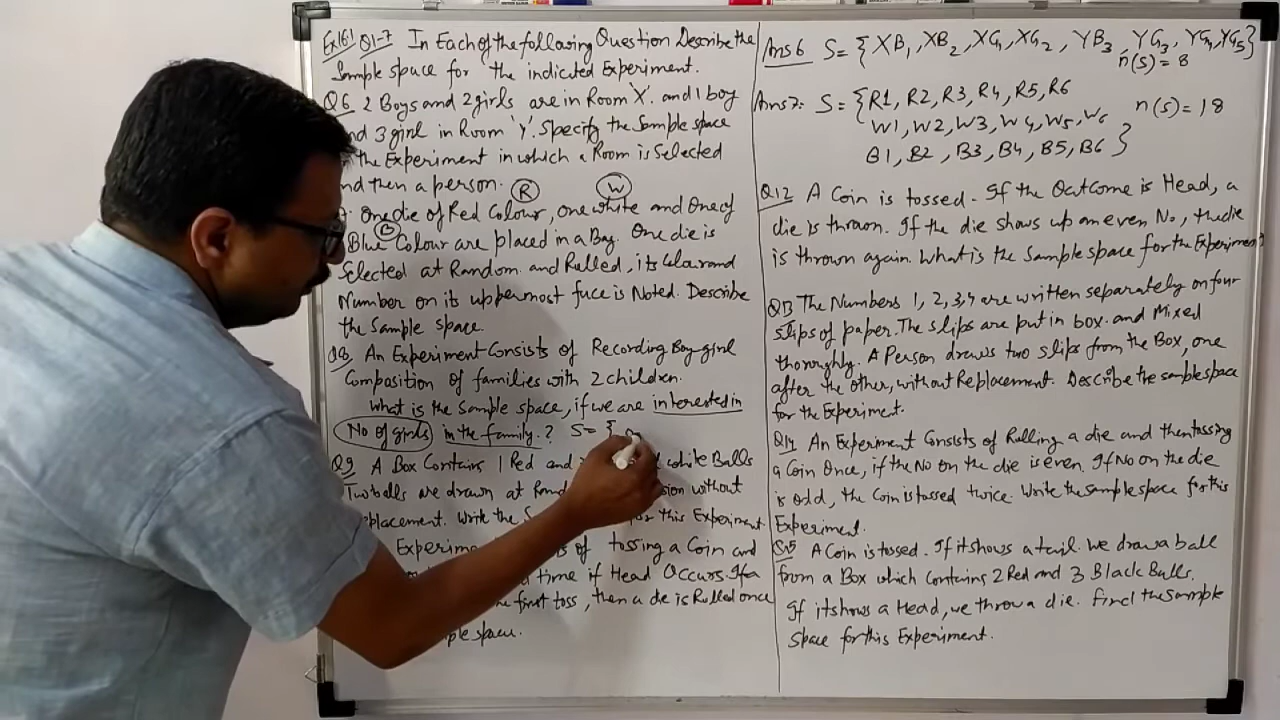 Ex 16.1 Q1-7 In Each of the following Question Describe the
Sample space for the indicated Experiment.
Q6 2 Boys and 2 girls are in Room 'X'. and 1 boy
nd 3 girl in Room 'Y'. Specify the Sample space
the Experiment in which a Room is Selected
nd then a person.
R W
One die of Red Colour, one white and One of
B
Blue Colour are placed in a Bag. One die is
Selected at Random and Rolled, its Colour and
Number on its uppermost face is Noted. Describe
the Sample space.
Q8 An Experiment Consists of Recording Boy-girl
Composition of families with 2 children.
What is the Sample space, if we are interested in
No of girls in the family.? S= {
Q9 A Box Contains 1 Red and white Balls
Two balls are drawn at Rand sion without
placement. Write the S for this Experiment
Experime of tossing a Coin and
time if Head Occurs. If a
first toss, then a die is Rolled once
ple space.
Ans 6 S= { XB1, XB2, XG1, XG2, YB3, YG3, YG4, YG5}
n(S) = 8
Ans 7: S= { R1, R2, R3, R4, R5, R6
W1, W2, W3, W4, W5, W6 n(S) = 18
B1, B2, B3, B4, B5, B6 }
Q12 A Coin is tossed. If the Outcome is Head, a
die is thrown. If the die shows up an even No, the die
is thrown again. What is the Sample space for the Experiment?
Q13 The Numbers 1, 2, 3, 4 are written separately on four
slips of paper. The slips are put in box and Mixed
thoroughly. A Person draws two slips from the Box, one
after the other, without Replacement. Describe the sample space
for the Experiment.
Q14 An Experiment Consists of Rolling a die and then tossing
a Coin Once, if the No on the die is even. If No on the die
is odd, the Coin is tossed twice. Write the Sample space for this
Experiment.
Q15 A Coin is tossed. If it shows a tail. we draw a ball
from a Box which contains 2 Red and 3 Black Balls.
If it shows a Head, we throw a die. Find the Sample
Space for this Experiment.